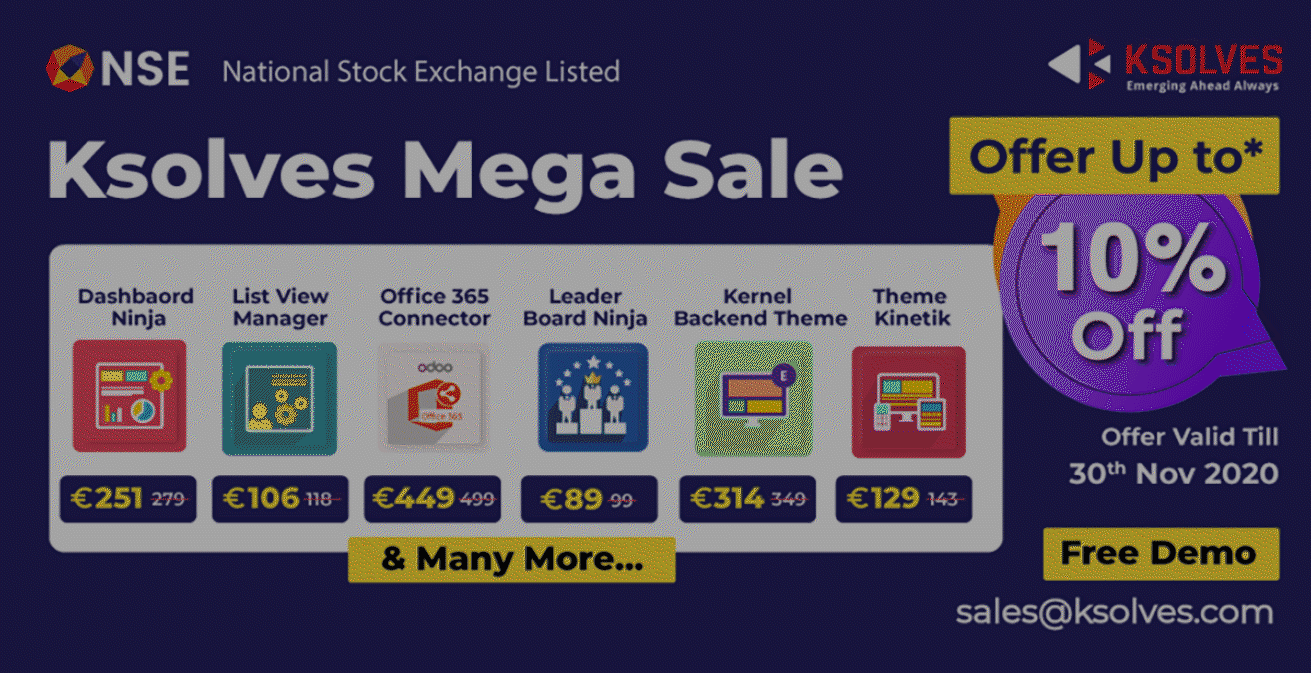 NSE National Stock Exchange Listed
KSOLVES
Emerging Ahead Always
Ksolves Mega Sale
Offer Up to*
10%
Off
Dashbaord
Ninja
List View
Manager
Office 365
Connector
Leader
Board Ninja
Kernel
Backend Theme
Theme
Kinetik
odoo
Office 365
E
€251 279
€106 118
€449 499
€89 99
€314 349
€129 143
& Many More...
Offer Valid Till
30th Nov 2020
Free Demo
sales@ksolves.com